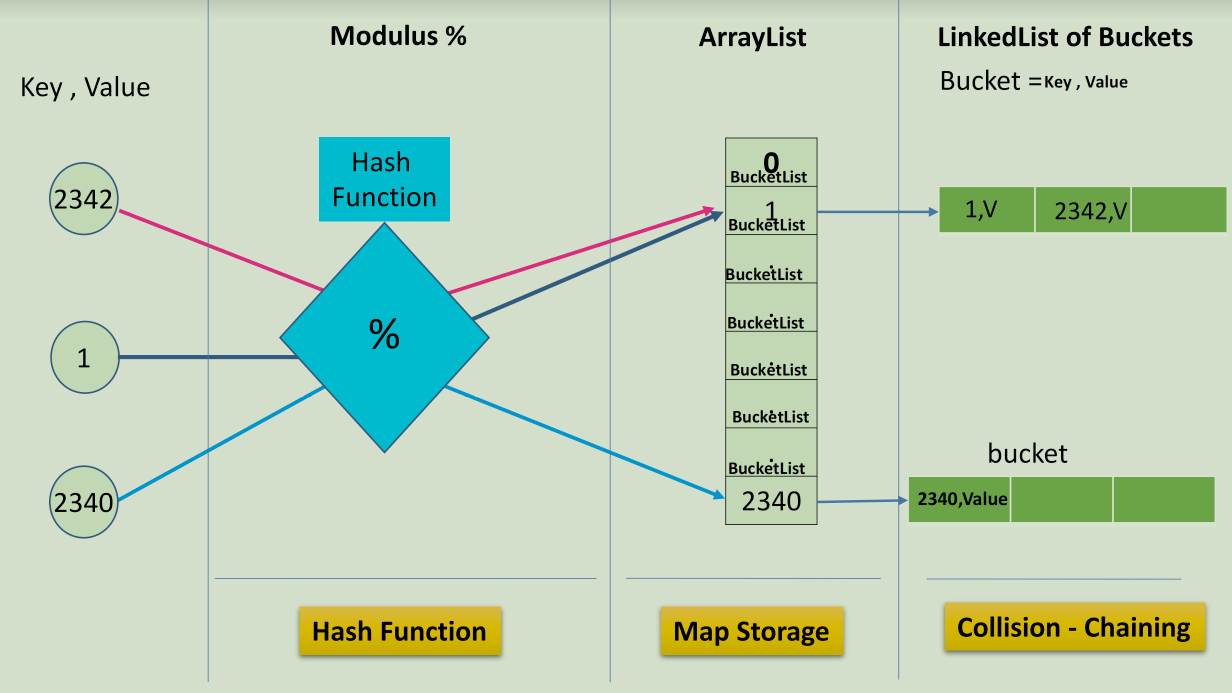 Modulus %
ArrayList
LinkedList of Buckets
Key , Value
Bucket =Key , Value
Hash
Function
2342
1
2340
%
0
BucketList
1
BucketList
.
BucketList
.
BucketList
.
BucketList
.
BucketList
.
BucketList
2340
1,V
2342,V
bucket
2340,Value
Hash Function
Map Storage
Collision - Chaining